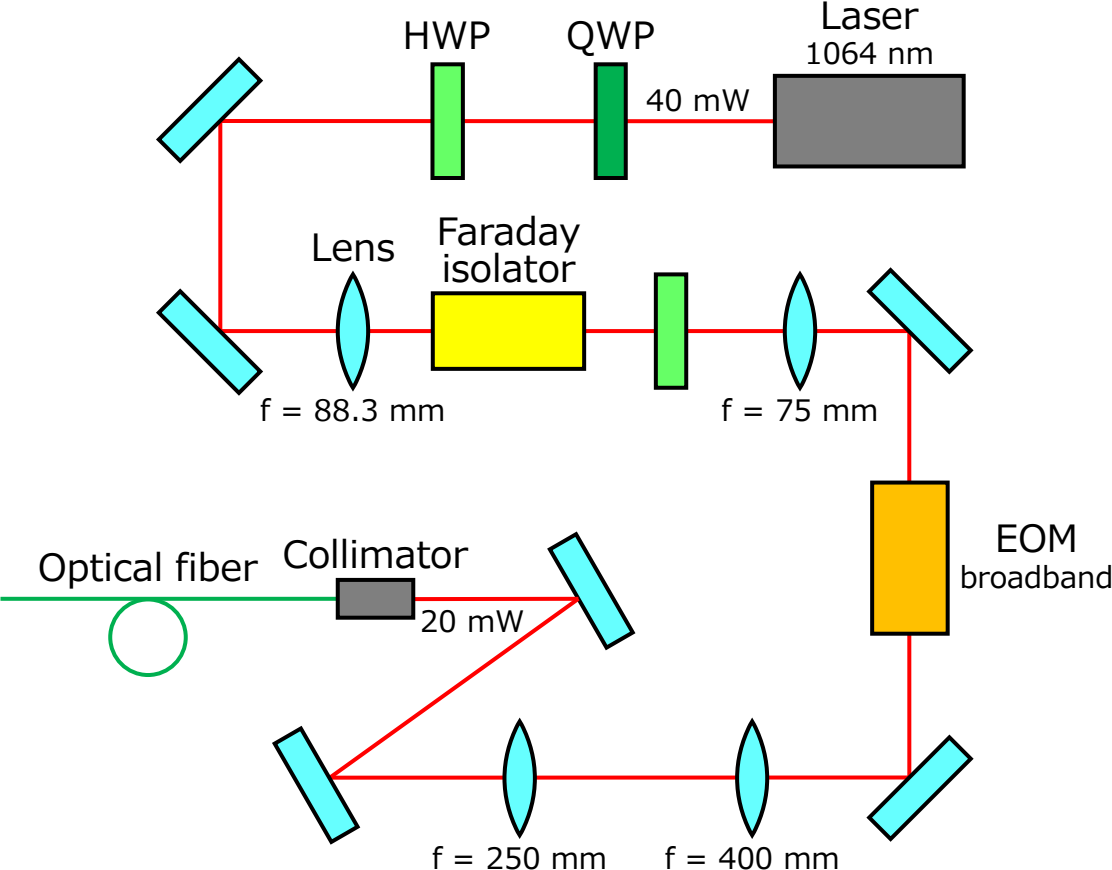 Laser
1064 nm
HWP
QWP
40 mW
Lens
Faraday
isolator
f = 88.3 mm
f = 75 mm
EOM
broadband
Optical fiber
Collimator
20 mW
f = 250 mm
f = 400 mm